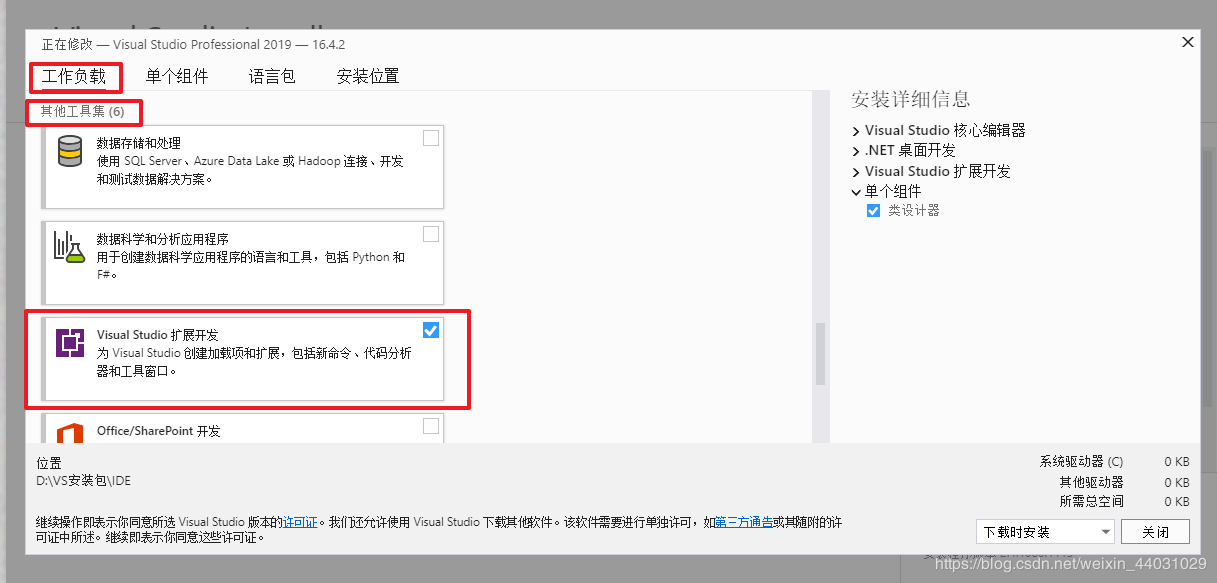 正在修改 — Visual Studio Professional 2019 — 16.4.2
工作负载 单个组件 语言包 安装位置
其他工具集 (6)
数据存储和处理
使用 SQL Server、Azure Data Lake 或 Hadoop 连接、开发
和测试数据解决方案。
数据科学和分析应用程序
用于创建数据科学应用程序的语言和工具，包括 Python 和
F#。
Visual Studio 扩展开发
为 Visual Studio 创建加载项和扩展，包括新命令、代码分析
器和工具窗口。
Office/SharePoint 开发
安装详细信息
Visual Studio 核心编辑器
.NET 桌面开发
Visual Studio 扩展开发
单个组件
类设计器
位置
D:\VS安装包\IDE
系统驱动器 (C) 0 KB
其他驱动器 0 KB
所需总空间 0 KB
继续操作即表示你同意所选 Visual Studio 版本的许可证。我们还允许使用 Visual Studio 下载其他软件。该软件需要进行单独许可，如第三方通告或其随附的许
可证中所述。继续即表示你同意这些许可证。
下载时安装
关闭
https://blog.csdn.net/weixin_44031029